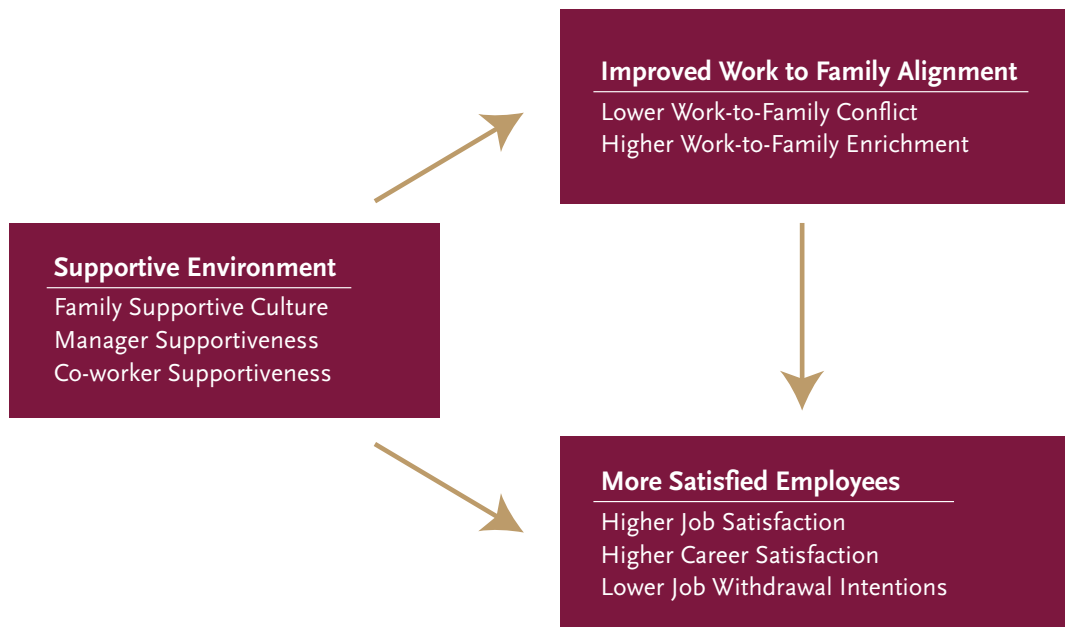 Improved Work to Family Alignment
Lower Work-to-Family Conflict
Higher Work-to-Family Enrichment
Supportive Environment
Family Supportive Culture
Manager Supportiveness
Co-worker Supportiveness
More Satisfied Employees
Higher Job Satisfaction
Higher Career Satisfaction
Lower Job Withdrawal Intentions